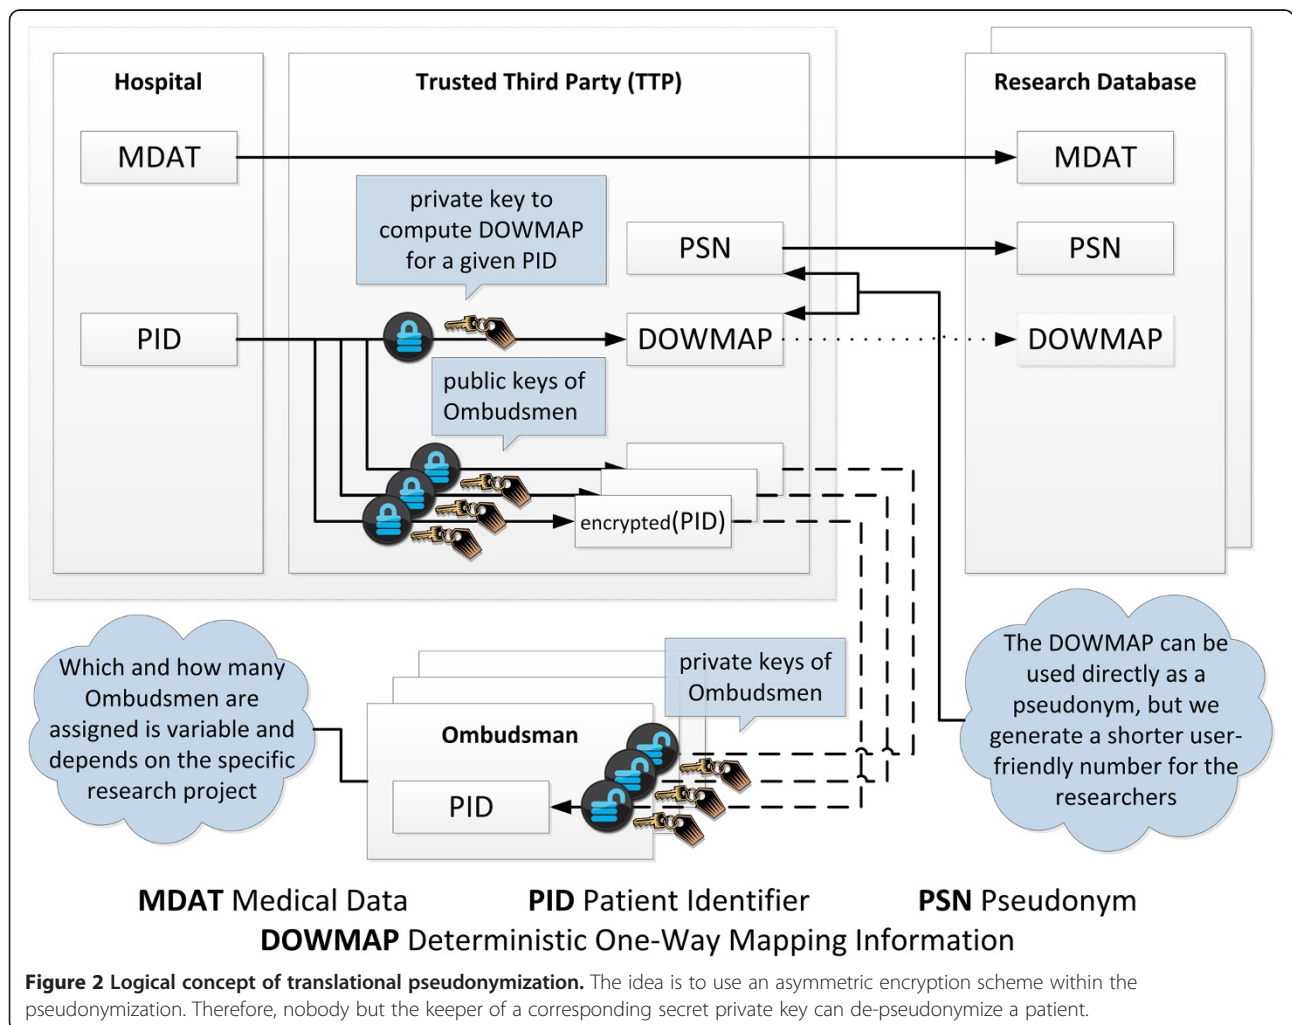 Hospital
Trusted Third Party (TTP)
Research Database
MDAT
MDAT
private key to
compute DOWMAP
for a given PID
PSN
PSN
PID
DOWMAP
DOWMAP
public keys of
Ombudsmen
encrypted(PID)
Which and how many
Ombudsmen are
assigned is variable and
depends on the specific
research project
private keys of
Ombudsmen
Ombudsman
PID
The DOWMAP can be
used directly as a
pseudonym, but we
generate a shorter user-
friendly number for the
researchers
MDAT Medical Data PID Patient Identifier PSN Pseudonym
DOWMAP Deterministic One-Way Mapping Information
Figure 2 Logical concept of translational pseudonymization. The idea is to use an asymmetric encryption scheme within the
pseudonymization. Therefore, nobody but the keeper of a corresponding secret private key can de-pseudonymize a patient.